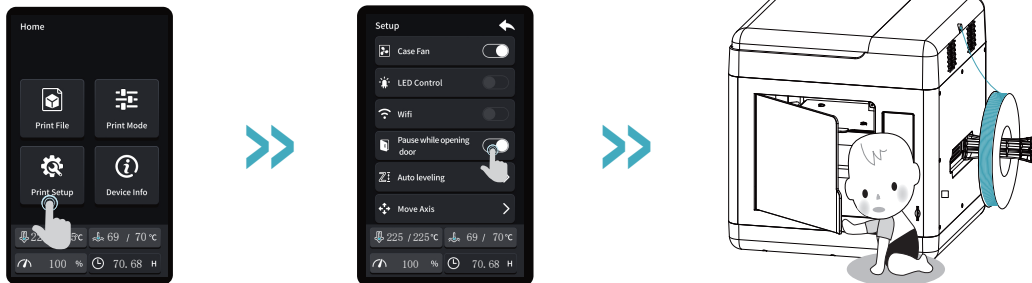 Home
Print File
Print Mode
Print Setup
Device Info
69 / 70 ℃
100 %
70.68 H
Setup
Case Fan
LED Control
Wifi
Pause while opening
door
Auto leveling
Move Axis
225 / 225℃
69 / 70℃
100 %
70.68 H